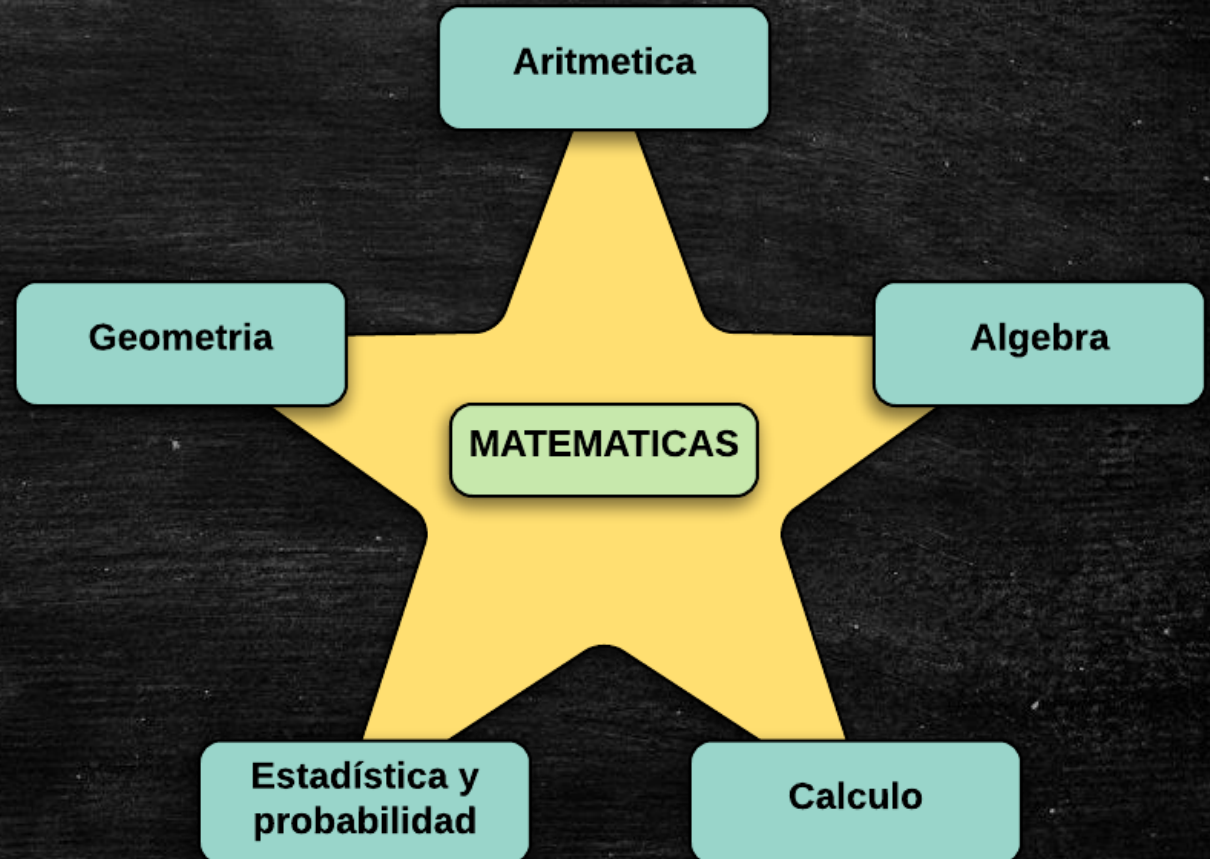 Aritmetica
Geometria
Algebra
MATEMATICAS
Estadística y
probabilidad
Calculo